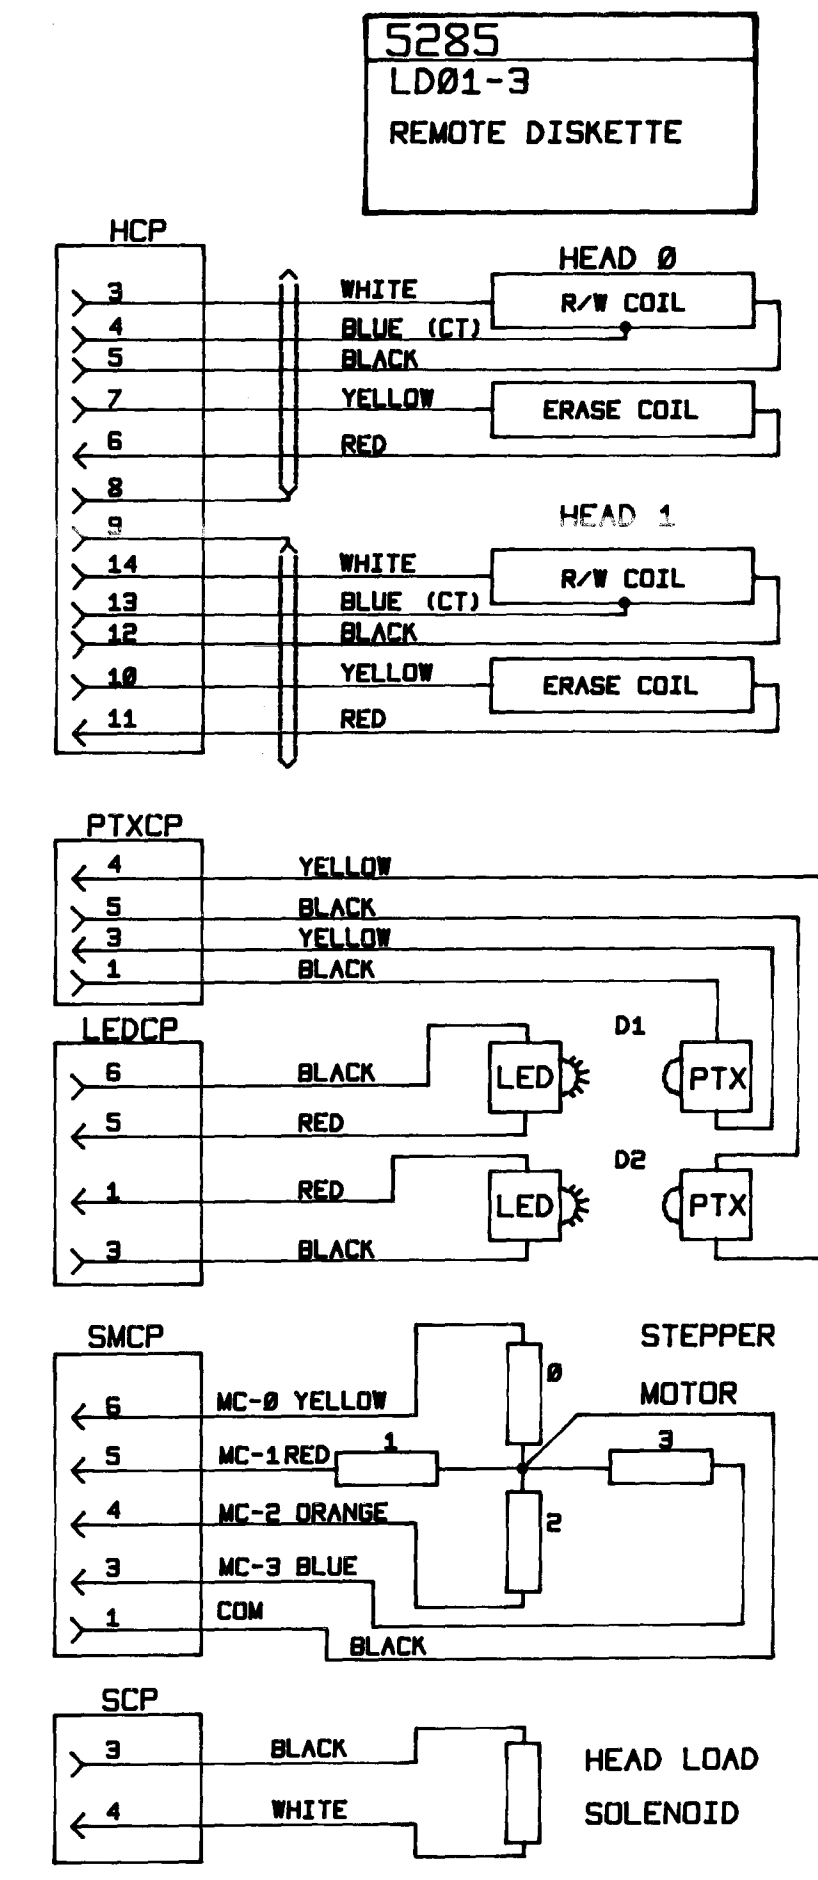 5285
LDØ1-3
REMOTE DISKETTE
HCP
HEAD Ø
3 WHITE R/W COIL
4 BLUE (CT)
5 BLACK
7 YELLOW ERASE COIL
6 RED
8
9
HEAD 1
14 WHITE R/W COIL
13 BLUE (CT)
12 BLACK
10 YELLOW ERASE COIL
11 RED
PTXCP
4 YELLOW
5 BLACK
3 YELLOW
1 BLACK
LEDCP
D1
6 BLACK LED PTX
5 RED
D2
1 RED LED PTX
3 BLACK
SMCP
STEPPER
MOTOR
6 MC-Ø YELLOW Ø
5 MC-1 RED 1 3
4 MC-2 ORANGE 2
3 MC-3 BLUE
1 COM
BLACK
SCP
3 BLACK
HEAD LOAD
4 WHITE
SOLENOID